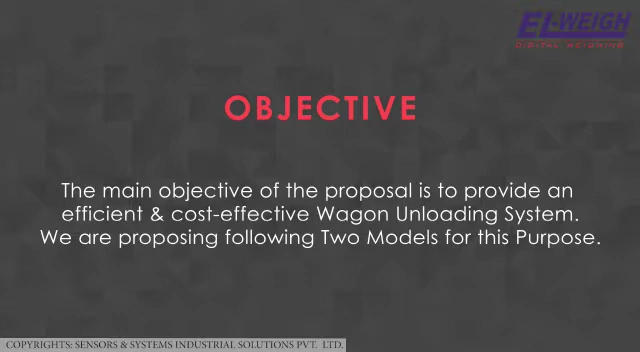 EL-WEIGH
DIGITAL WEIGHING
OBJECTIVE
The main objective of the proposal is to provide an
efficient & cost-effective Wagon Unloading System.
We are proposing following Two Models for this Purpose.
COPYRIGHTS: SENSORS & SYSTEMS INDUSTRIAL SOLUTIONS PVT. LTD.